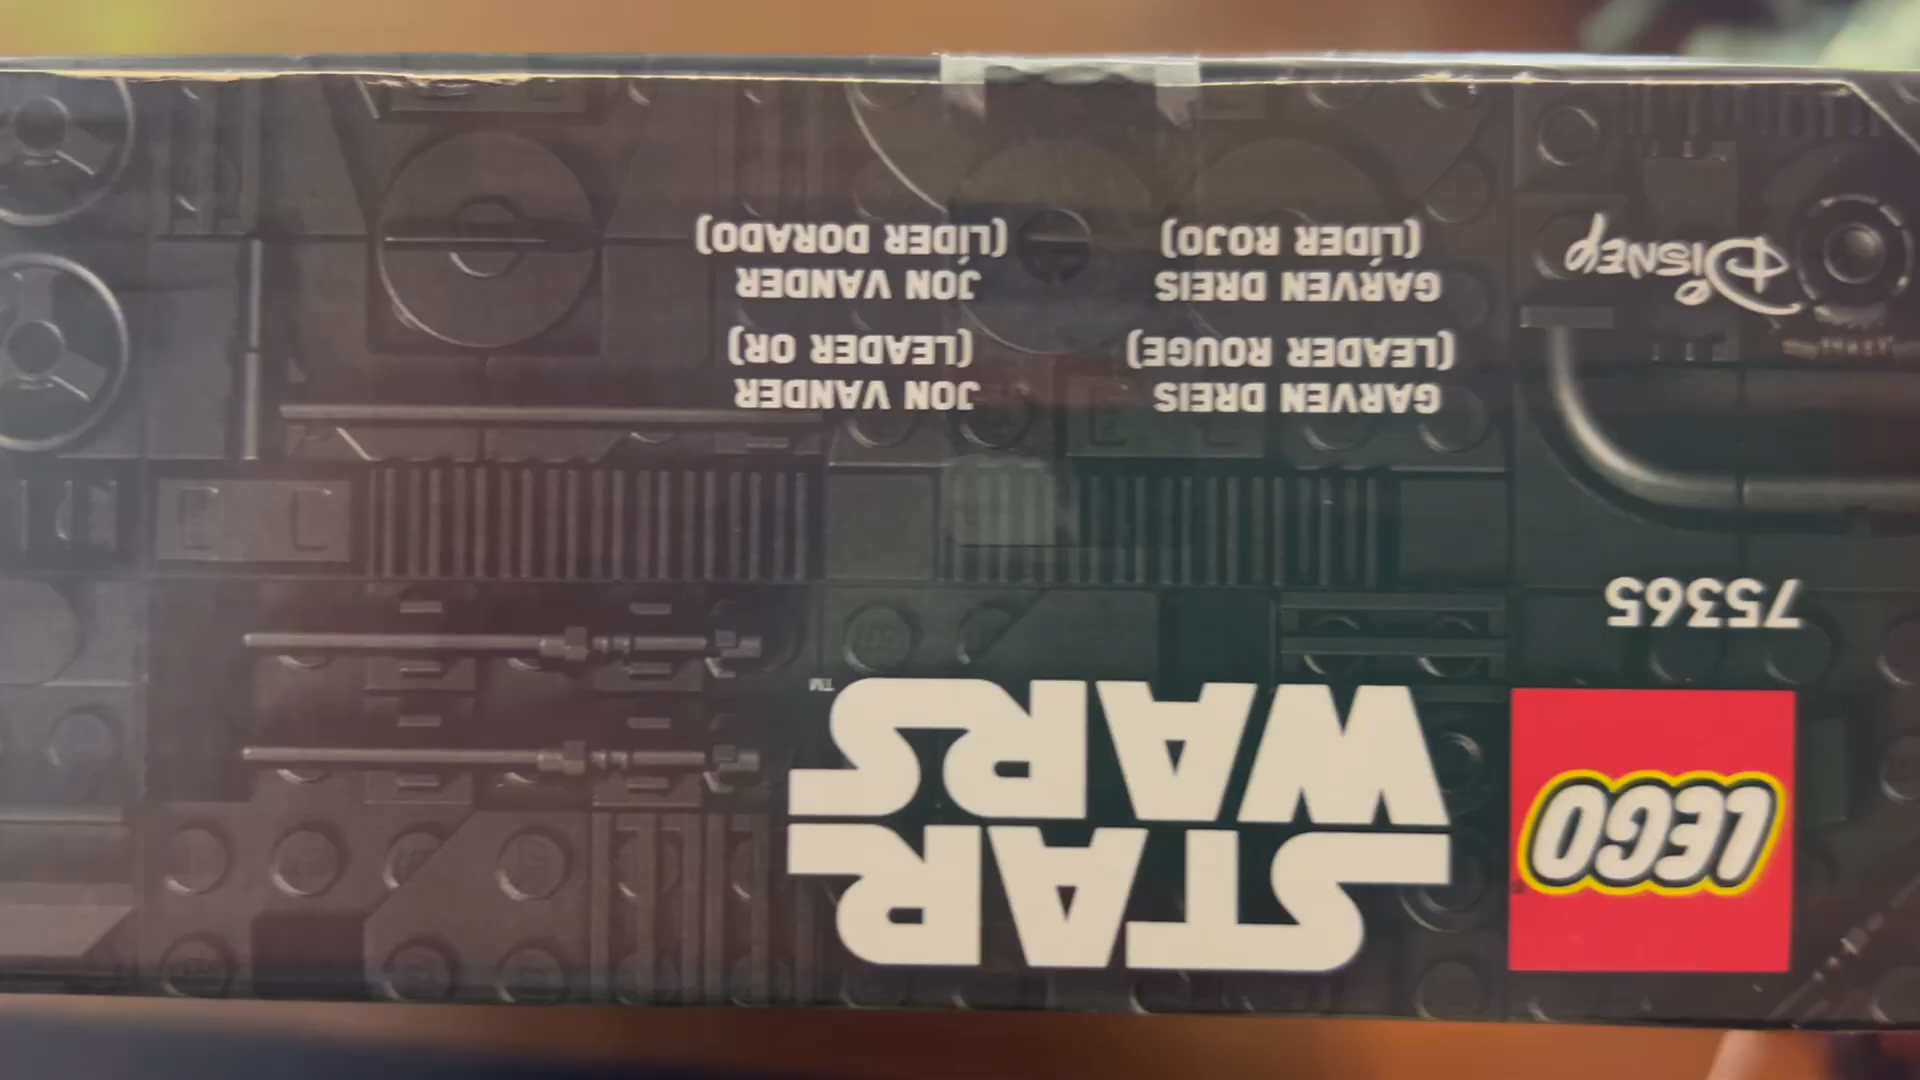 LEGO
STAR
WARS™
75365
GARVEN DREIS
(LEADER ROUGE)
JON VANDER
(LEADER OR)
GARVEN DREIS
(LÍDER ROJO)
JON VANDER
(LÍDER DORADO)
Disney